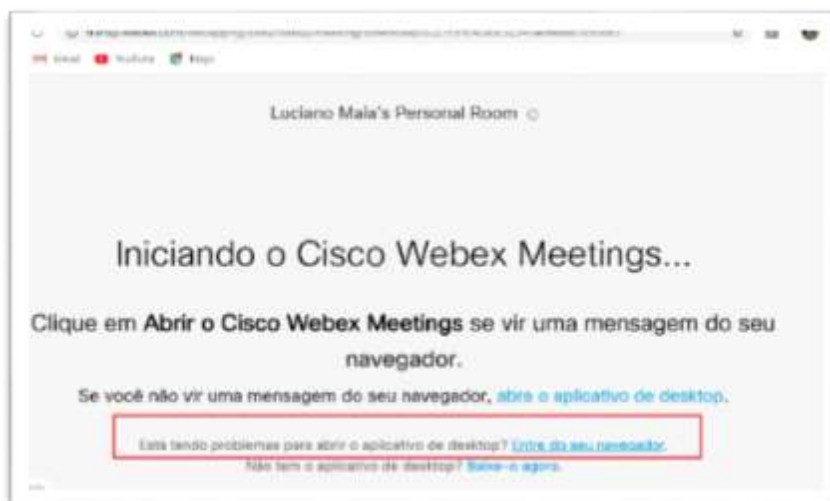 YouTube Maps
Luciano Maia's Personal Room
Iniciando o Cisco Webex Meetings...
Clique em Abrir o Cisco Webex Meetings se vir uma mensagem do seu
navegador.
Se você não vir uma mensagem do seu navegador, abra o aplicativo de desktop.
Está tendo problemas para abrir o aplicativo de desktop? Entre do seu navegador.
Não tem o aplicativo de desktop? Baixe-o agora.